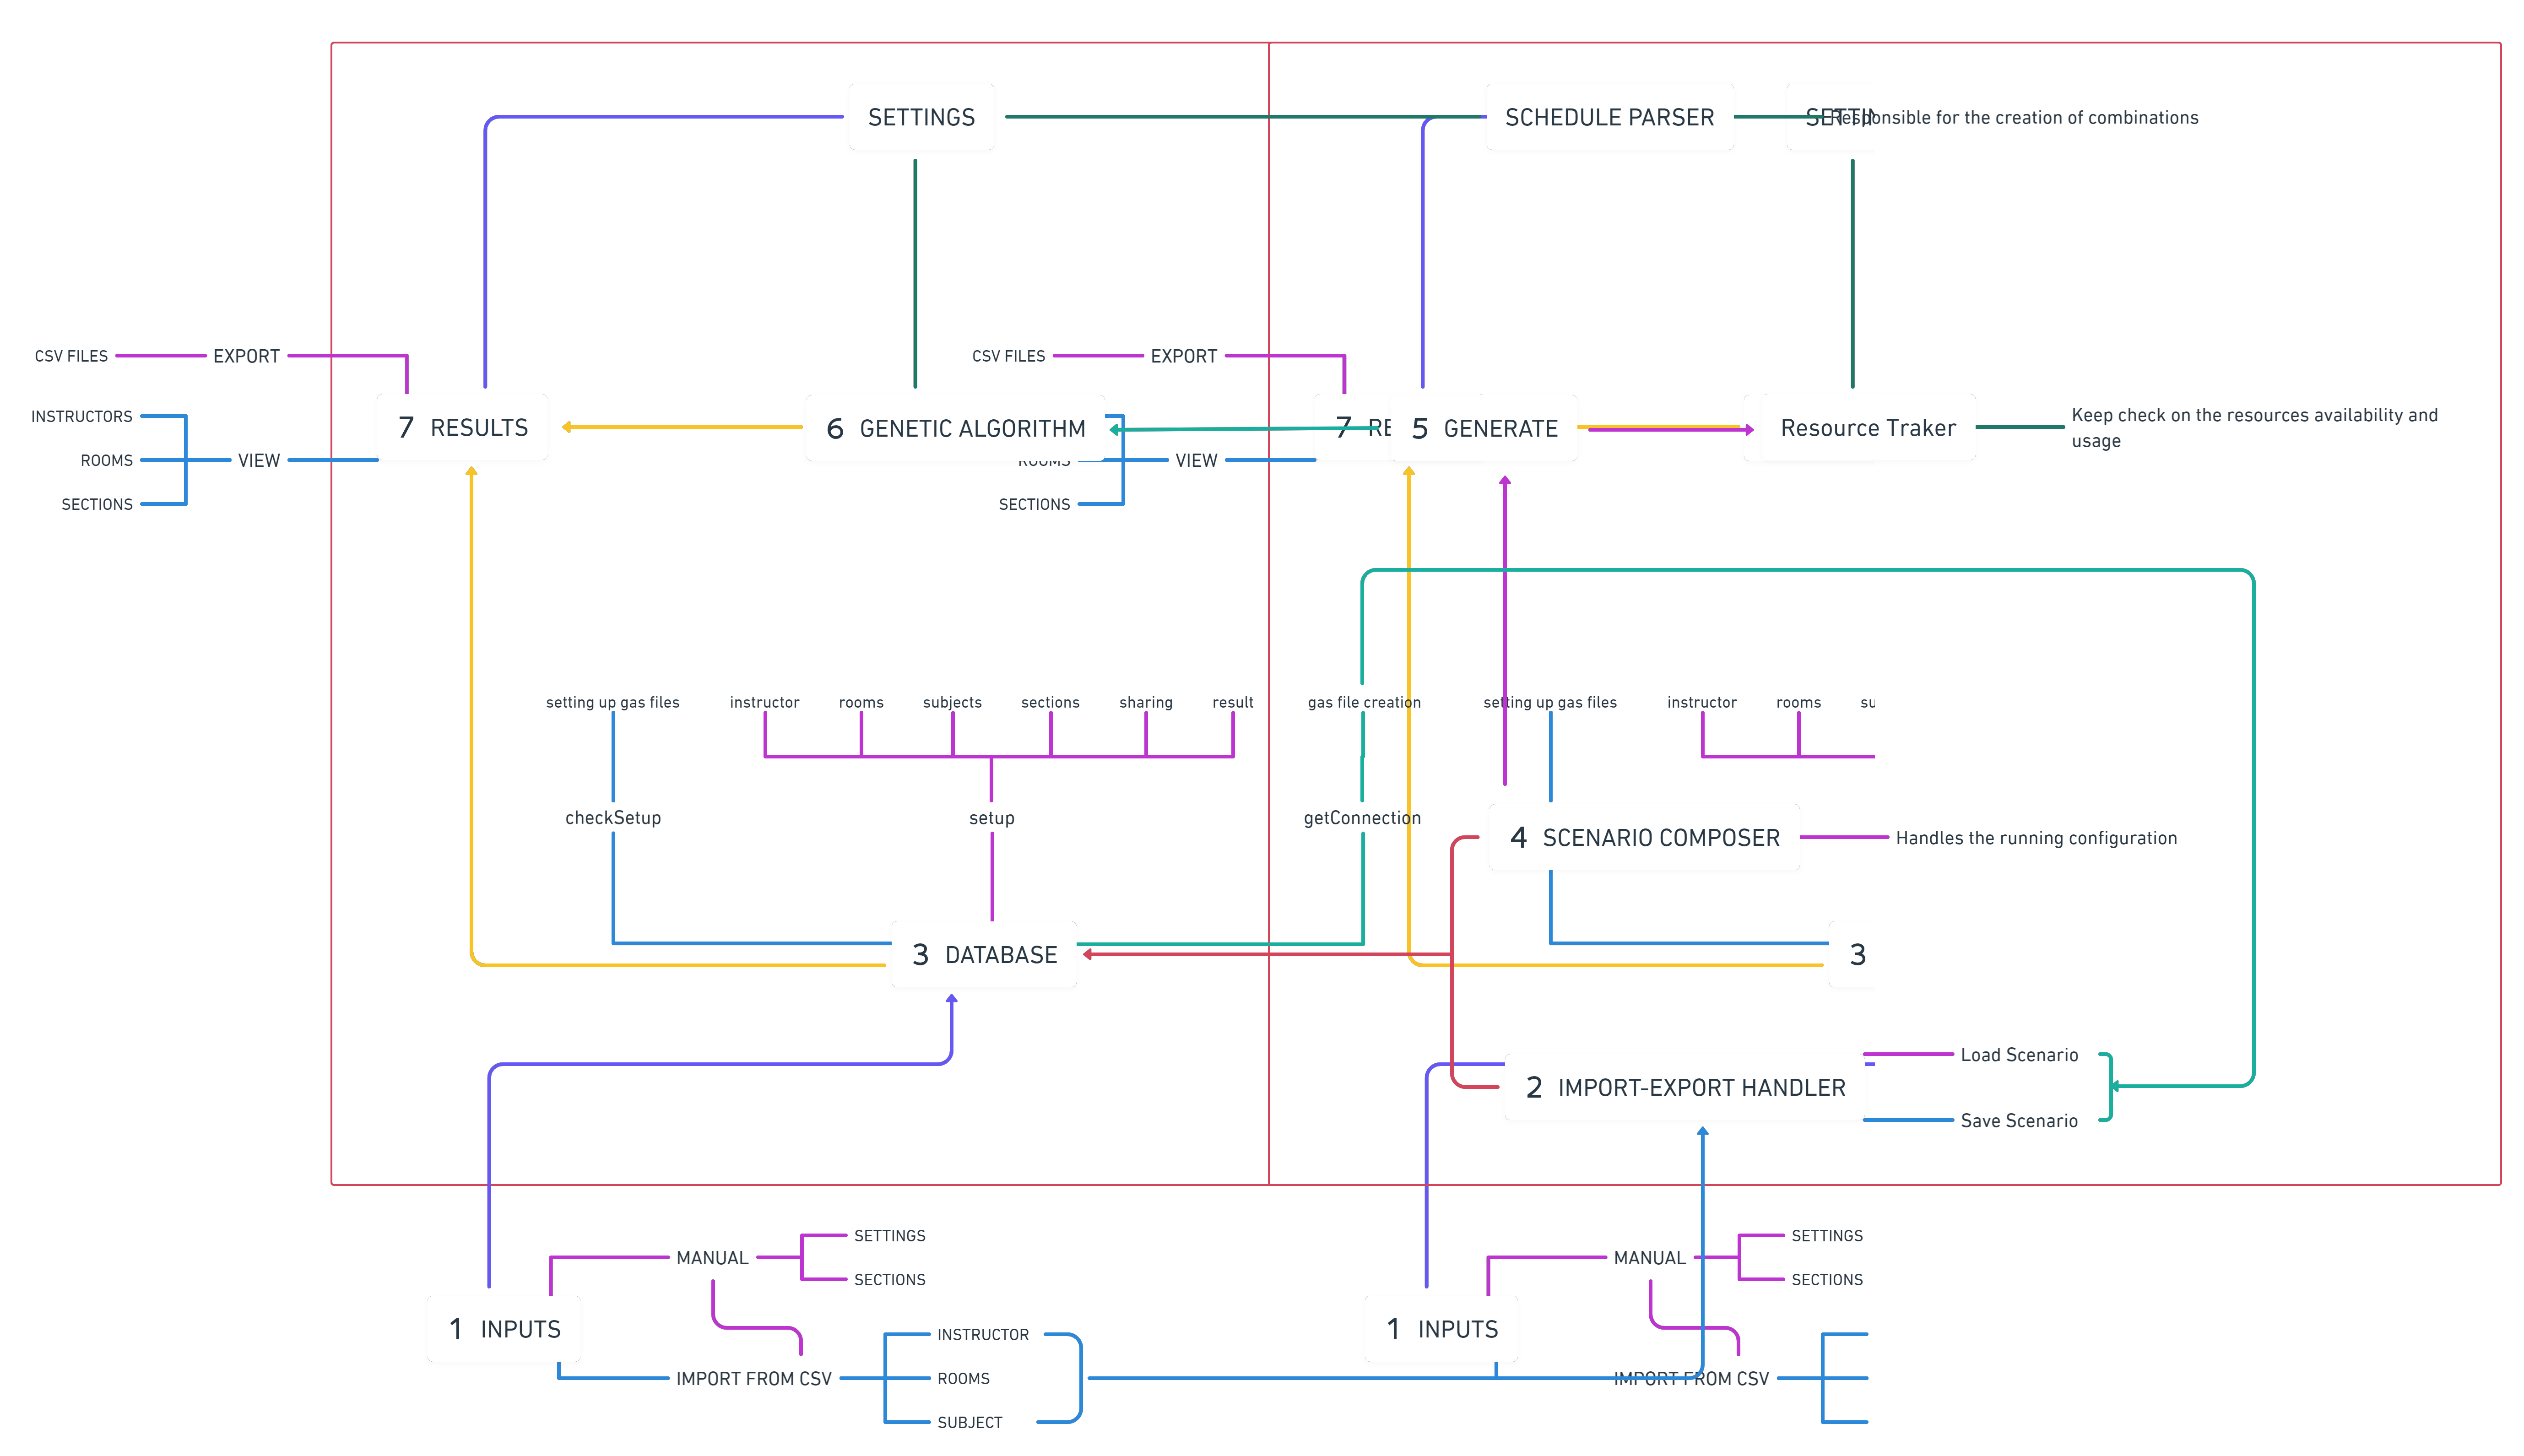 SETTINGS
SCHEDULE PARSER
Responsible for the creation of combinations
CSV FILES
EXPORT
CSV FILES
EXPORT
INSTRUCTORS
ROOMS
SECTIONS
VIEW
7 RESULTS
6 GENETIC ALGORITHM
ROOMS
SECTIONS
VIEW
7 RE
5 GENERATE
Resource Traker
Keep check on the resources availability and
usage
setting up gas files
instructor
rooms
subjects
sections
sharing
result
gas file creation
setting up gas files
instructor
rooms
su
checkSetup
setup
getConnection
4 SCENARIO COMPOSER
Handles the running configuration
3 DATABASE
3
2 IMPORT-EXPORT HANDLER
Load Scenario
Save Scenario
1 INPUTS
MANUAL
SETTINGS
SECTIONS
IMPORT FROM CSV
INSTRUCTOR
ROOMS
SUBJECT
1 INPUTS
MANUAL
SETTINGS
SECTIONS
IMPORT FROM CSV